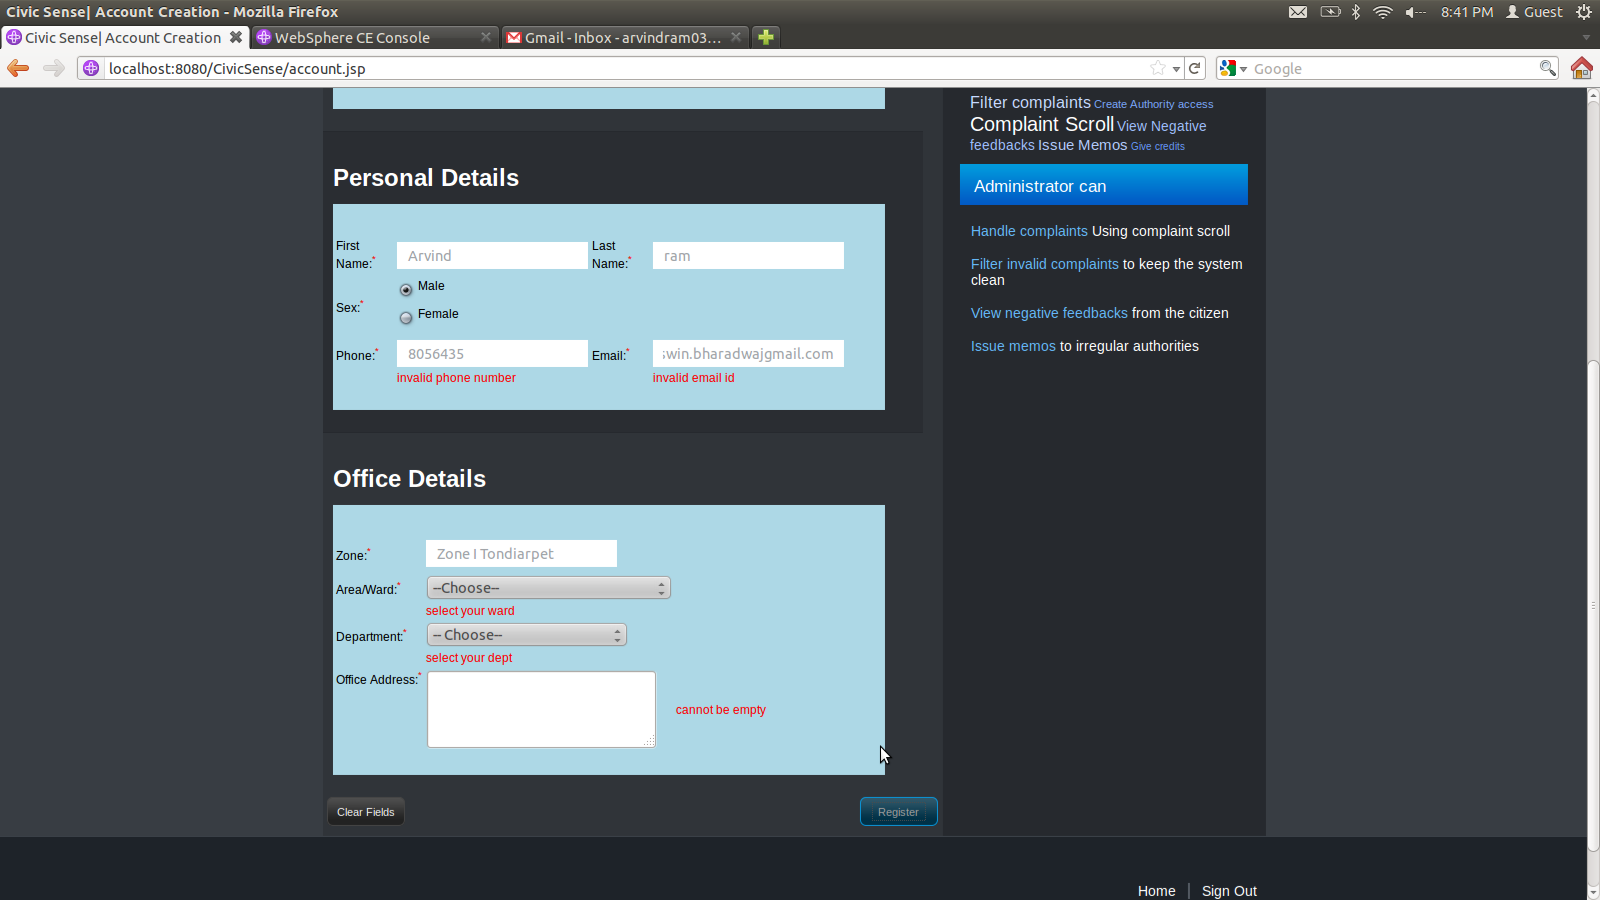 Civic Sense| Account Creation - Mozilla Firefox
8:41 PM Guest
Civic Sense| Account Creation
WebSphere CE Console
Gmail - Inbox - arvindram03...
localhost:8080/CivicSense/account.jsp
Google
Filter complaints Create Authority access
Complaint Scroll View Negative
feedbacks Issue Memos Give credits
Administrator can
Handle complaints Using complaint scroll
Filter invalid complaints to keep the system
clean
View negative feedbacks from the citizen
Issue memos to irregular authorities
Personal Details
First
Name:*
Arvind
Last
Name:*
ram
Sex:*
Male
Female
Phone:*
8056435
Email:*
swin.bharadwajgmail.com
invalid phone number
invalid email id
Office Details
Zone:*
Zone I Tondiarpet
Area/Ward:*
--Choose--
select your ward
Department:*
-- Choose--
select your dept
Office Address:*
cannot be empty
Clear Fields
Register
Home | Sign Out